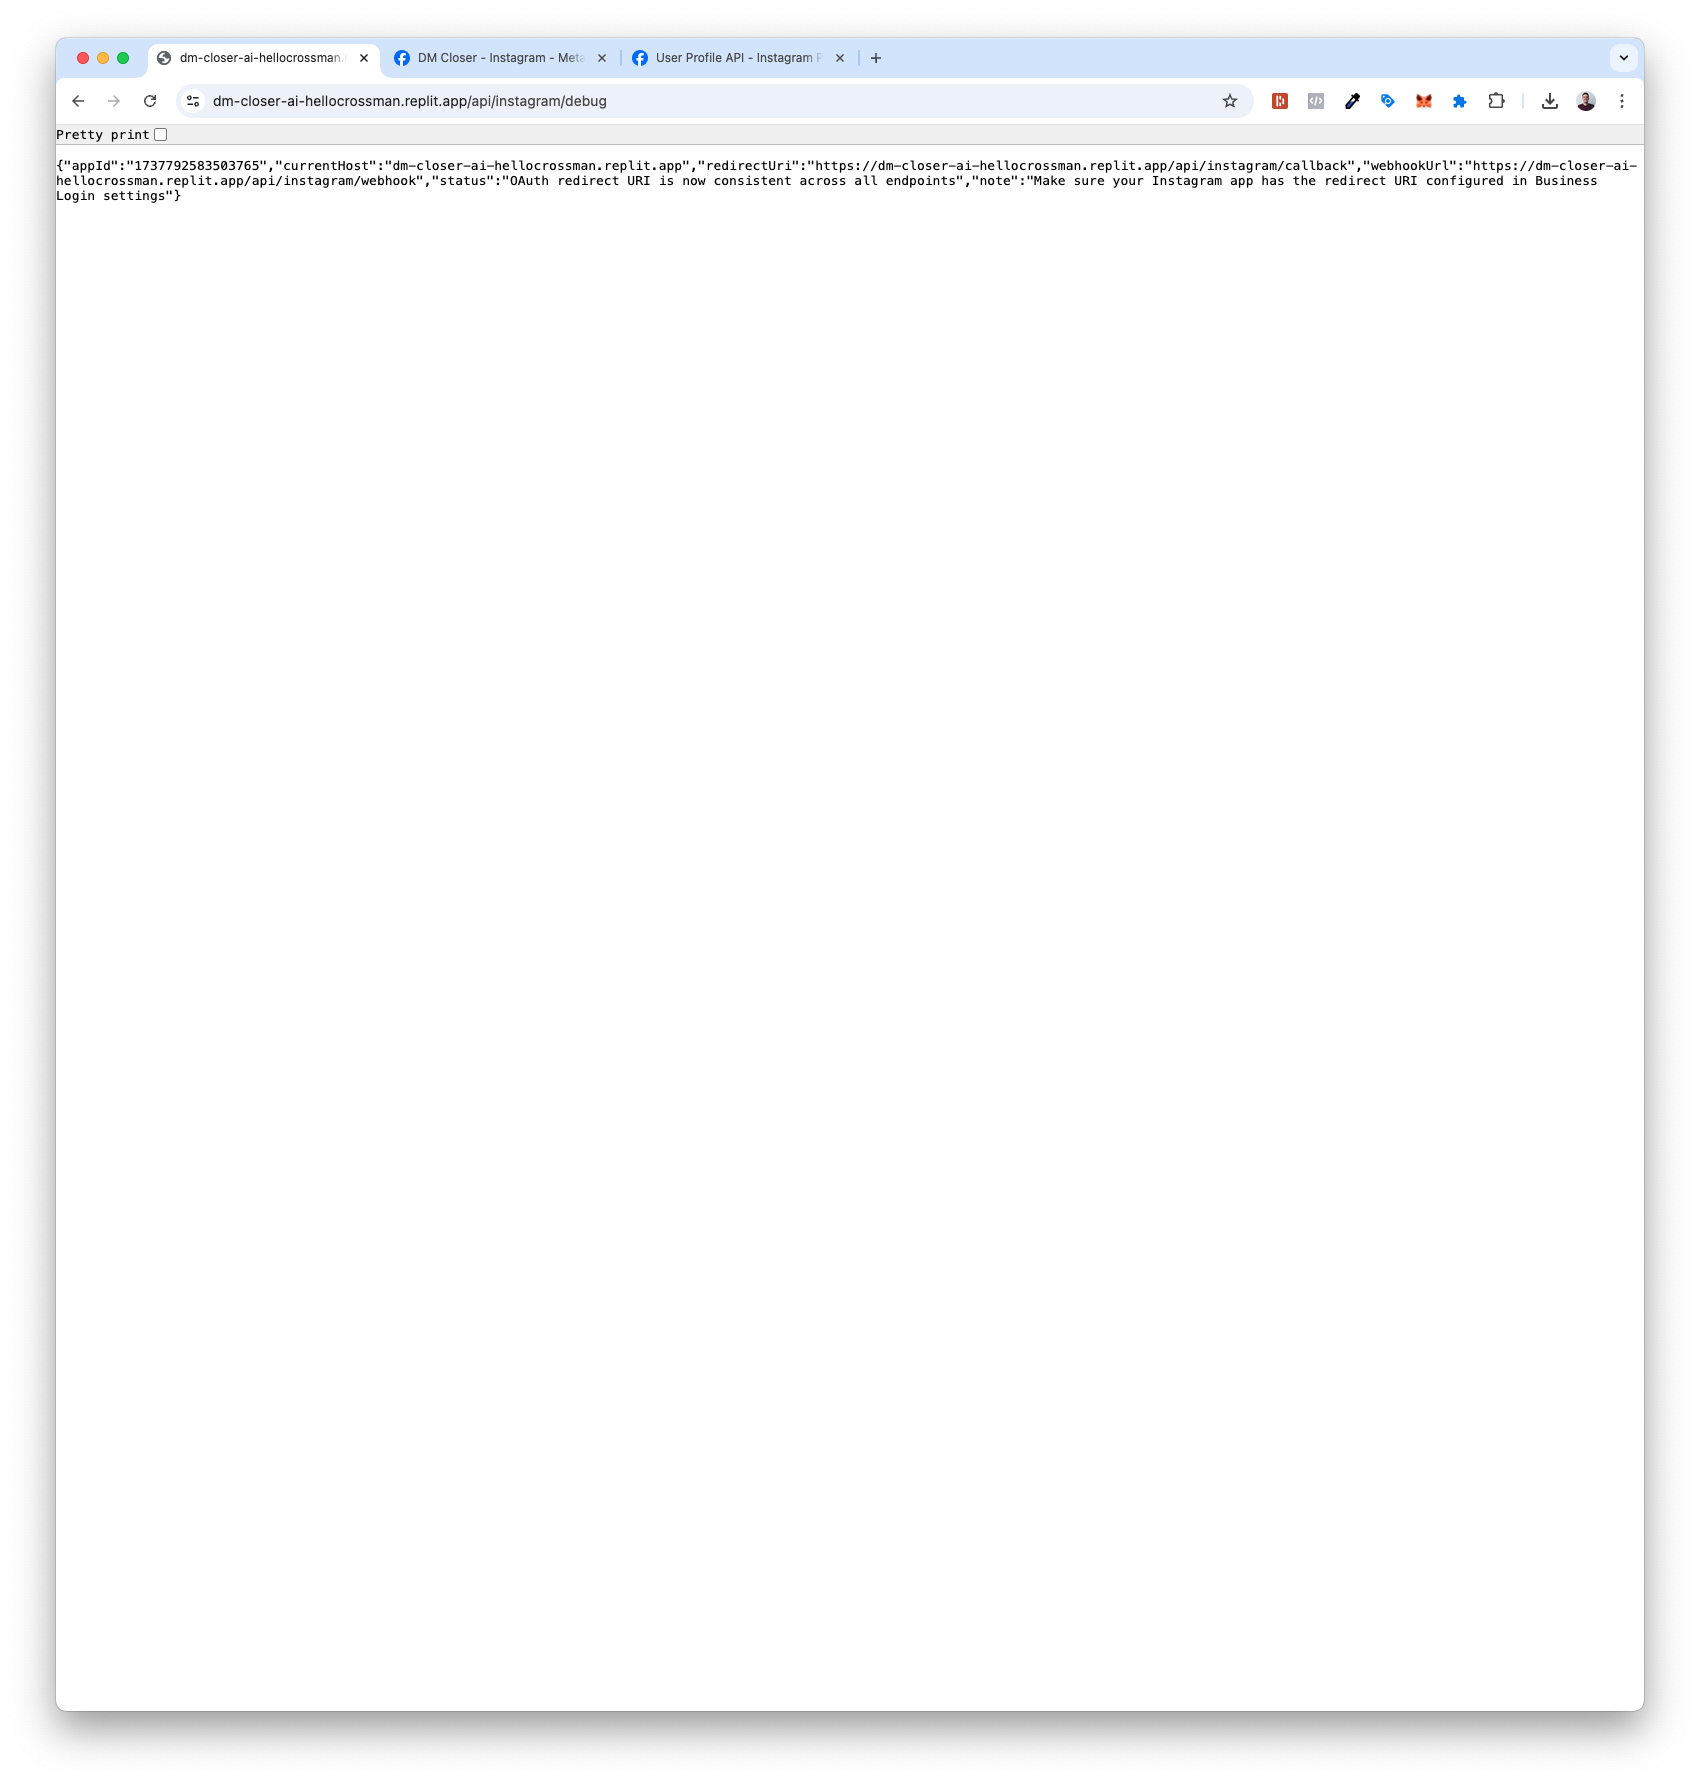 dm-closer-ai-hellocrossman.
DM Closer - Instagram - Meta
User Profile API - Instagram P
dm-closer-ai-hellocrossman.replit.app/api/instagram/debug
Pretty print
{"appId":"1737792583503765","currentHost":"dm-closer-ai-hellocrossman.replit.app","redirectUri":"https://dm-closer-ai-hellocrossman.replit.app/api/instagram/callback","webhookUrl":"https://dm-closer-ai-
hellocrossman.replit.app/api/instagram/webhook","status":"OAuth redirect URI is now consistent across all endpoints","note":"Make sure your Instagram app has the redirect URI configured in Business
Login settings"}